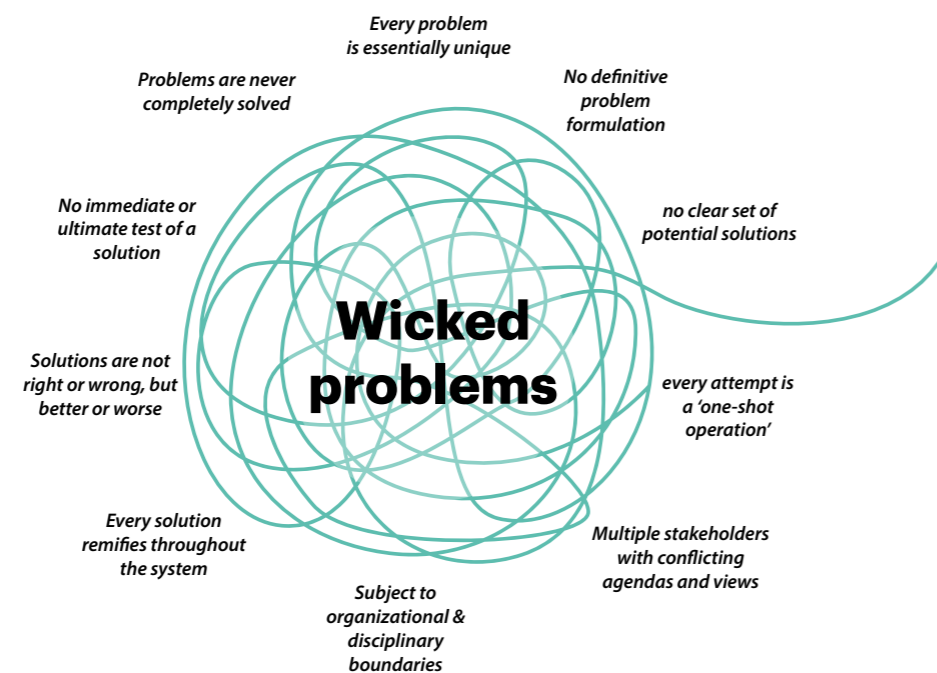 Every problem
is essentially unique
No definitive
problem
formulation
no clear set of
potential solutions
every attempt is
a ‘one-shot
operation’
Multiple stakeholders
with conflicting
agendas and views
Subject to
organizational &
disciplinary
boundaries
Every solution
remifies throughout
the system
Solutions are not
right or wrong, but
better or worse
No immediate or
ultimate test of a
solution
Problems are never
completely solved
Wicked
problems